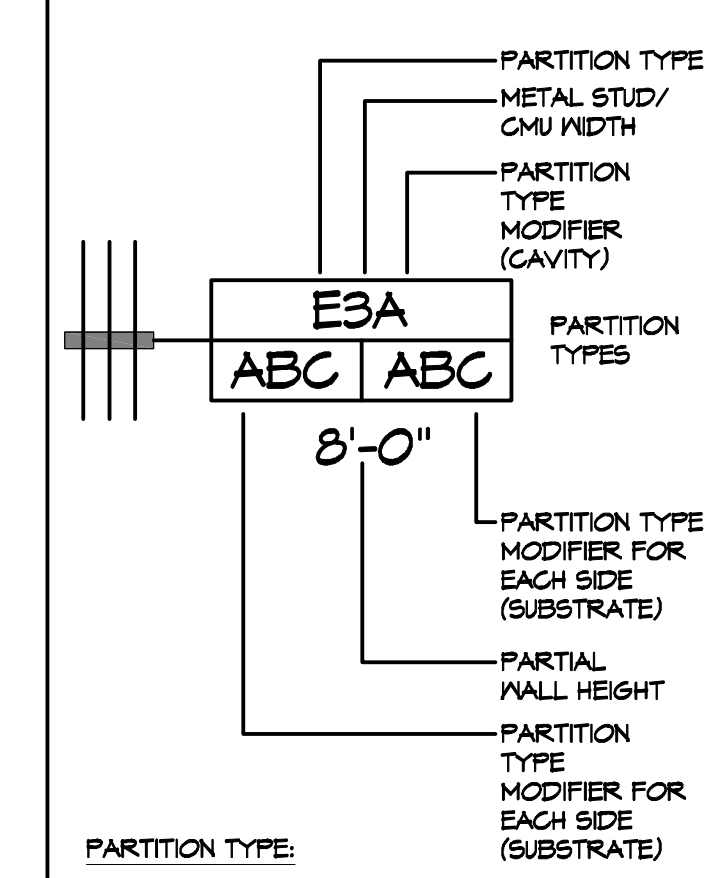 PARTITION TYPE
METAL STUD/
CMU WIDTH
PARTITION
TYPE
MODIFIER
(CAVITY)
E3A
PARTITION
TYPES
ABC ABC
8'-0"
PARTITION TYPE
MODIFIER FOR
EACH SIDE
(SUBSTRATE)
PARTIAL
WALL HEIGHT
PARTITION
TYPE
MODIFIER FOR
EACH SIDE
(SUBSTRATE)
PARTITION TYPE: